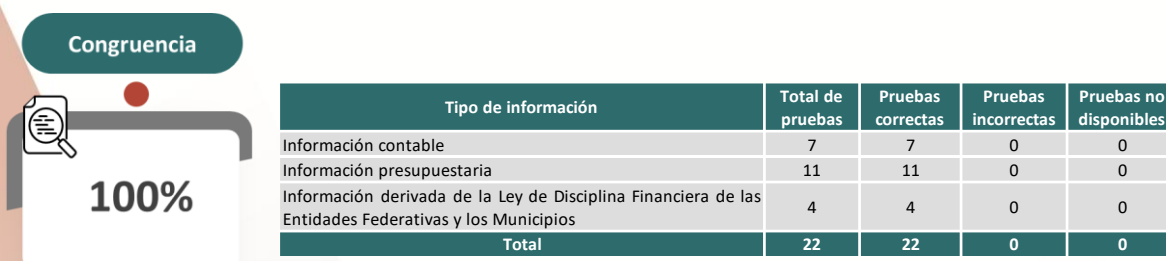 Congruencia
100%
Tipo de información Total de pruebas Pruebas correctas Pruebas incorrectas Pruebas no disponibles
Información contable 7 7 0 0
Información presupuestaria 11 11 0 0
Información derivada de la Ley de Disciplina Financiera de las
Entidades Federativas y los Municipios 4 4 0 0
Total 22 22 0 0